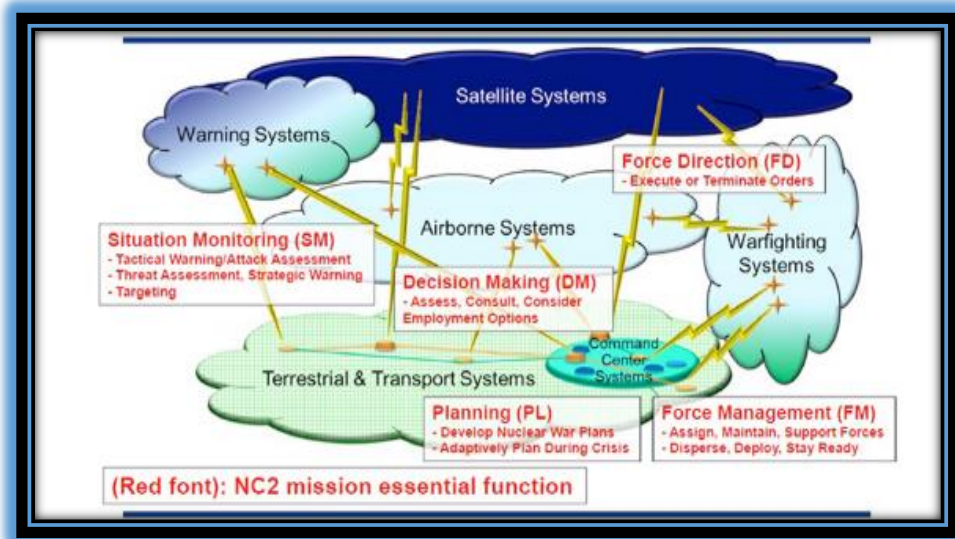 Satellite Systems
Warning Systems
Force Direction (FD)
- Execute or Terminate Orders
Airborne Systems
Warfighting
Systems
Situation Monitoring (SM)
- Tactical Warning/Attack Assessment
- Threat Assessment, Strategic Warning
- Targeting
Decision Making (DM)
- Assess, Consult, Consider
Employment Options
Command
Center
Systems
Terrestrial & Transport Systems
Planning (PL)
- Develop Nuclear War Plans
- Adaptively Plan During Crisis
Force Management (FM)
- Assign, Maintain, Support Forces
- Disperse, Deploy, Stay Ready
(Red font): NC2 mission essential function